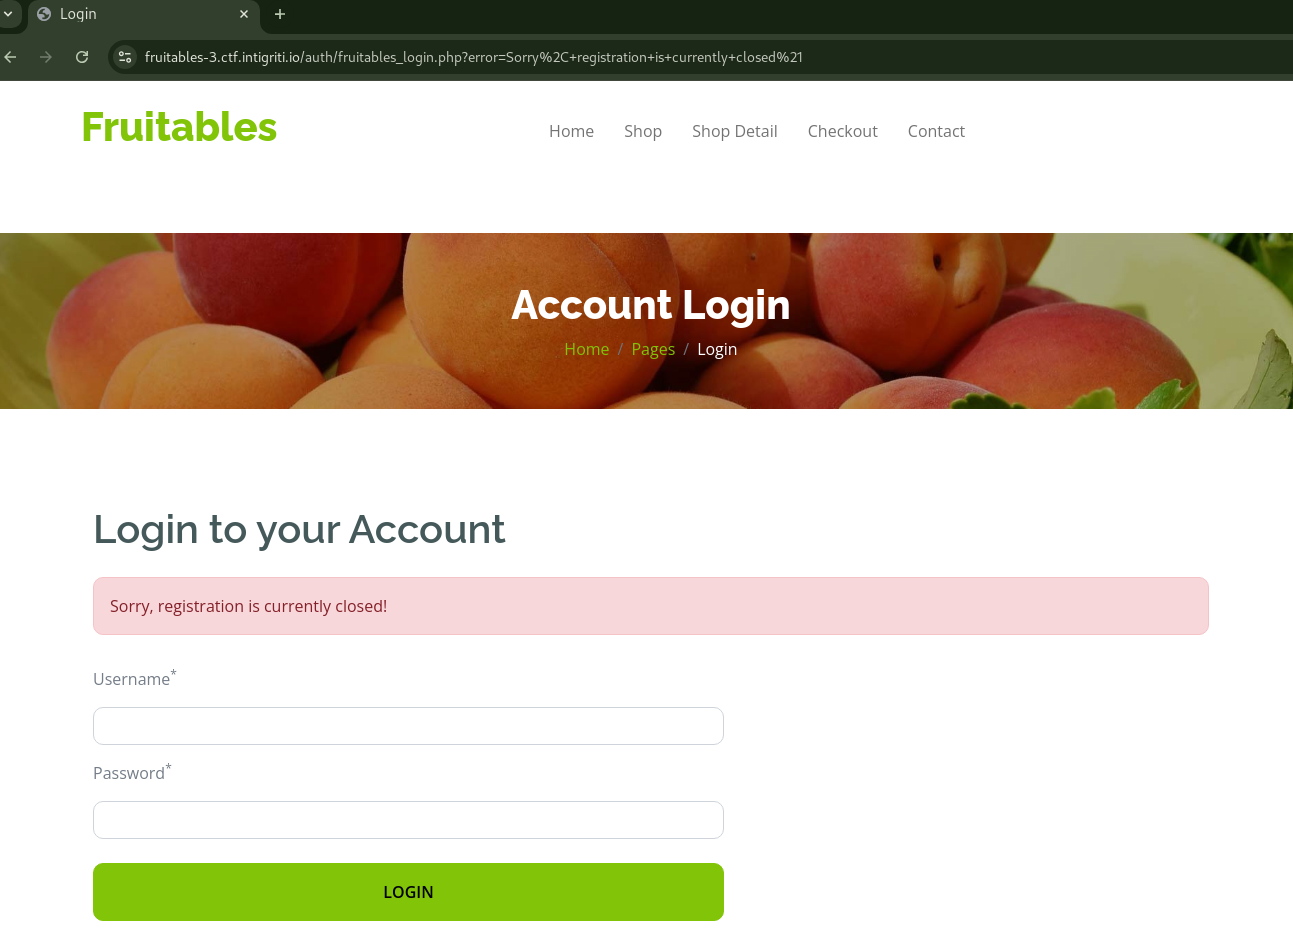 Login
fruitables-3.ctf.intigriti.io/auth/fruitables_login.php?error=Sorry%2C+registration+is+currently+closed%21
Fruitables
Home Shop Shop Detail Checkout Contact
Account Login
Home / Pages / Login
Login to your Account
Sorry, registration is currently closed!
Username*
Password*
LOGIN